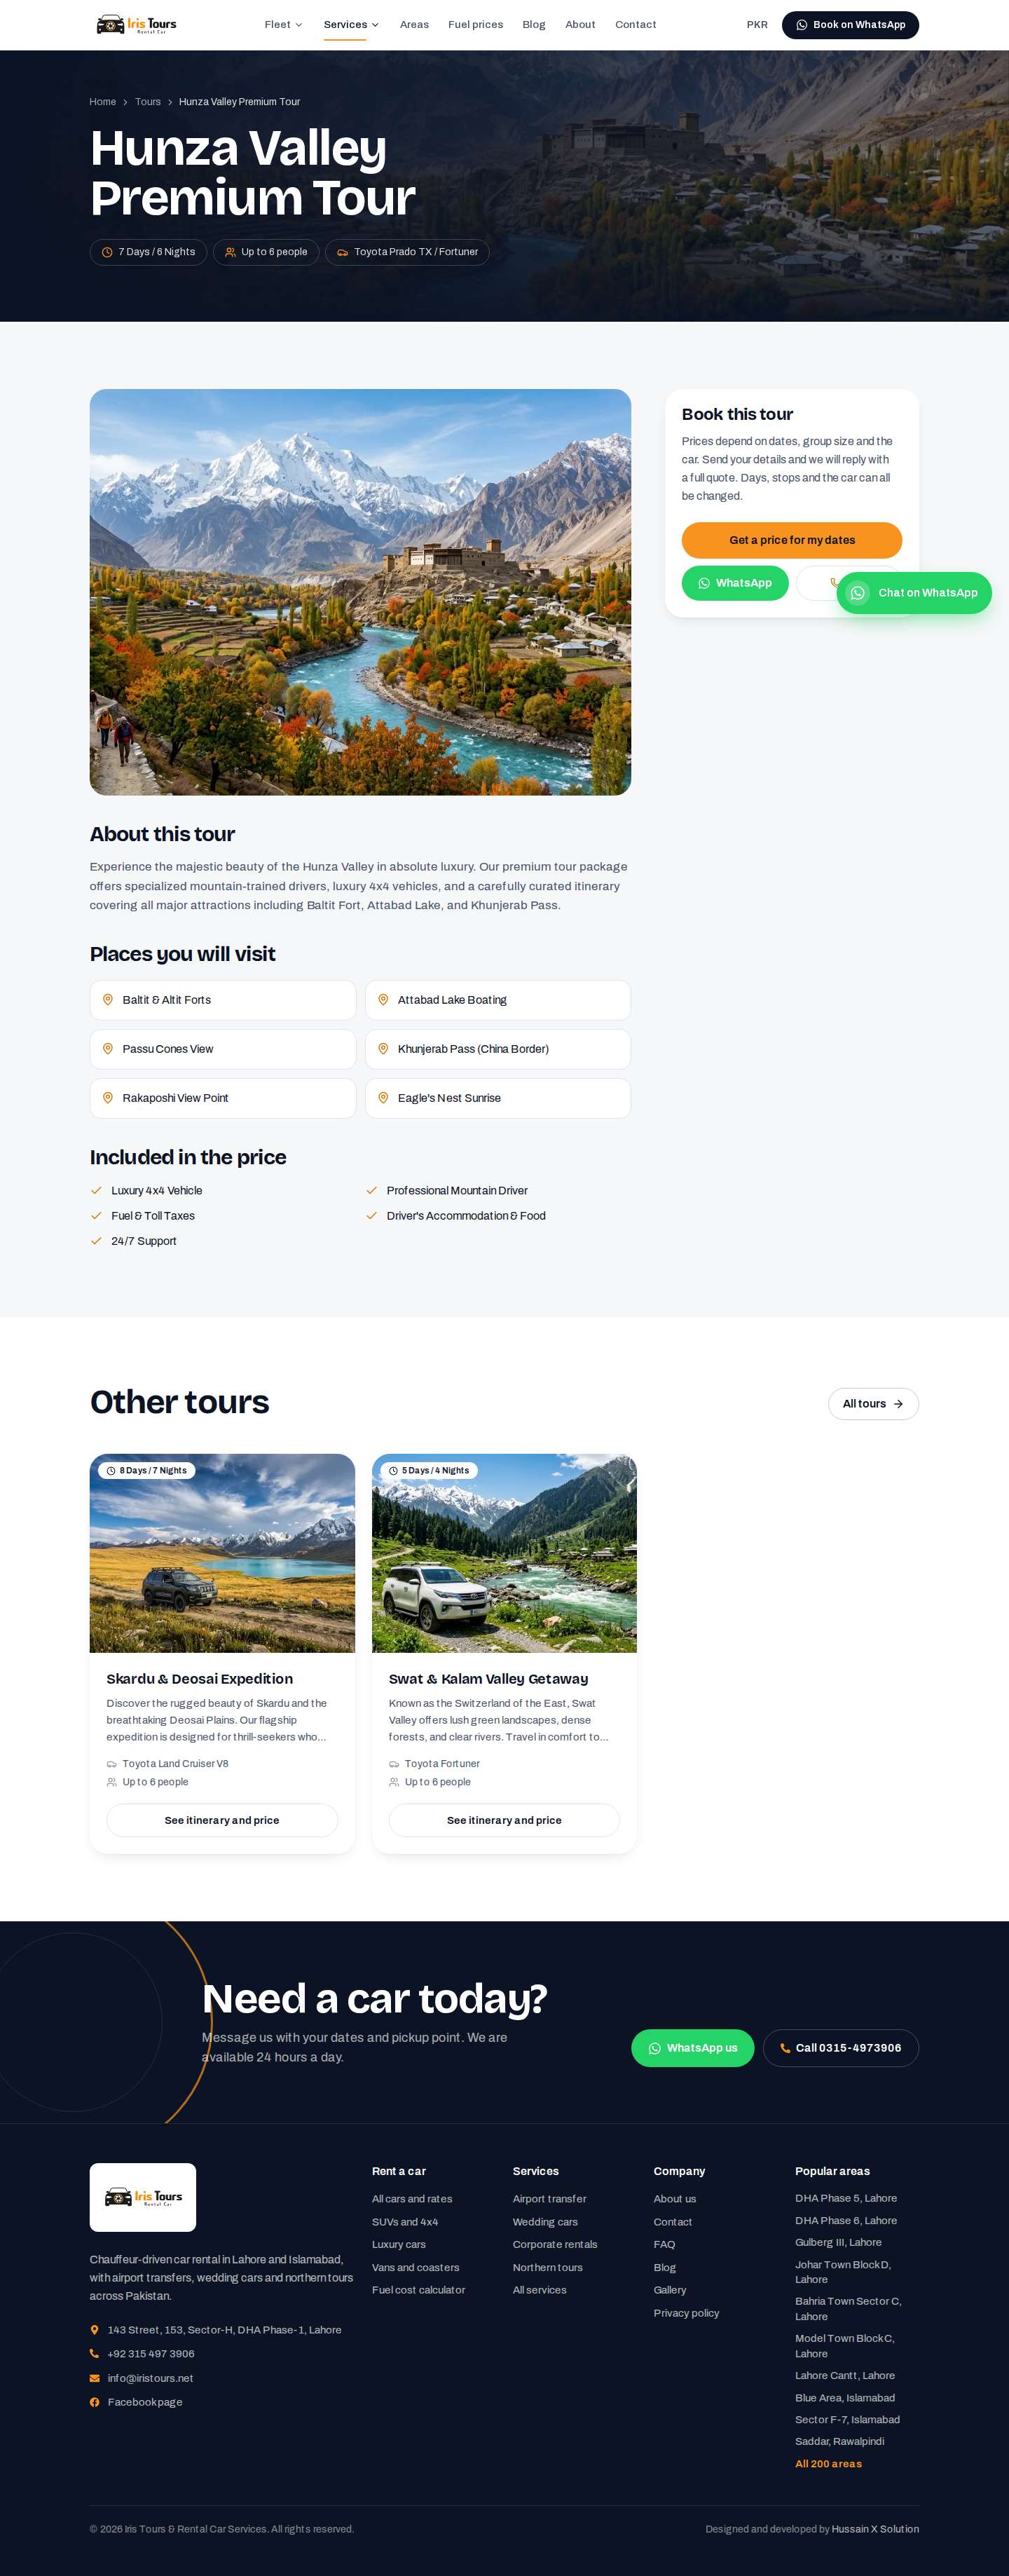 Iris Tours
Rental Car
Fleet
Services
Areas
Fuel prices
Blog
About
Contact
PKR
Book on WhatsApp
Home > Tours > Hunza Valley Premium Tour
Hunza Valley
Premium Tour
7 Days / 6 Nights
Up to 6 people
Toyota Prado TX / Fortuner
Book this tour
Prices depend on dates, group size and the
car. Send your details and we will reply with
a full quote. Days, stops and the car can all
be changed.
Get a price for my dates
WhatsApp
Chat on WhatsApp
About this tour
Experience the majestic beauty of the Hunza Valley in absolute luxury. Our premium tour package
offers specialized mountain-trained drivers, luxury 4x4 vehicles, and a carefully curated itinerary
covering all major attractions including Baltit Fort, Attabad Lake, and Khunjerab Pass.
Places you will visit
Baltit & Altit Forts
Attabad Lake Boating
Passu Cones View
Khunjerab Pass (China Border)
Rakaposhi View Point
Eagle's Nest Sunrise
Included in the price
Luxury 4x4 Vehicle
Professional Mountain Driver
Fuel & Toll Taxes
Driver's Accommodation & Food
24/7 Support
Other tours
All tours
8 Days / 7 Nights
Skardu & Deosai Expedition
Discover the rugged beauty of Skardu and the
breathtaking Deosai Plains. Our flagship
expedition is designed for thrill-seekers who...
Toyota Land Cruiser V8
Up to 6 people
See itinerary and price
5 Days / 4 Nights
Swat & Kalam Valley Getaway
Known as the Switzerland of the East, Swat
Valley offers lush green landscapes, dense
forests, and clear rivers. Travel in comfort to...
Toyota Fortuner
Up to 6 people
See itinerary and price
Need a car today?
Message us with your dates and pickup point. We are
available 24 hours a day.
WhatsApp us
Call 0315-4973906
Iris Tours
Rental Car
Chauffeur-driven car rental in Lahore and Islamabad,
with airport transfers, wedding cars and northern tours
across Pakistan.
143 Street, 153, Sector-H, DHA Phase-1, Lahore
+92 315 497 3906
info@iristours.net
Facebook page
Rent a car
All cars and rates
SUVs and 4x4
Luxury cars
Vans and coasters
Fuel cost calculator
Services
Airport transfer
Wedding cars
Corporate rentals
Northern tours
All services
Company
About us
Contact
FAQ
Blog
Gallery
Privacy policy
Popular areas
DHA Phase 5, Lahore
DHA Phase 6, Lahore
Gulberg III, Lahore
Johar Town Block D,
Lahore
Bahria Town Sector C,
Lahore
Model Town Block C,
Lahore
Lahore Cantt, Lahore
Blue Area, Islamabad
Sector F-7, Islamabad
Saddar, Rawalpindi
All 200 areas
© 2026 Iris Tours & Rental Car Services. All rights reserved.
Designed and developed by Hussain X Solution